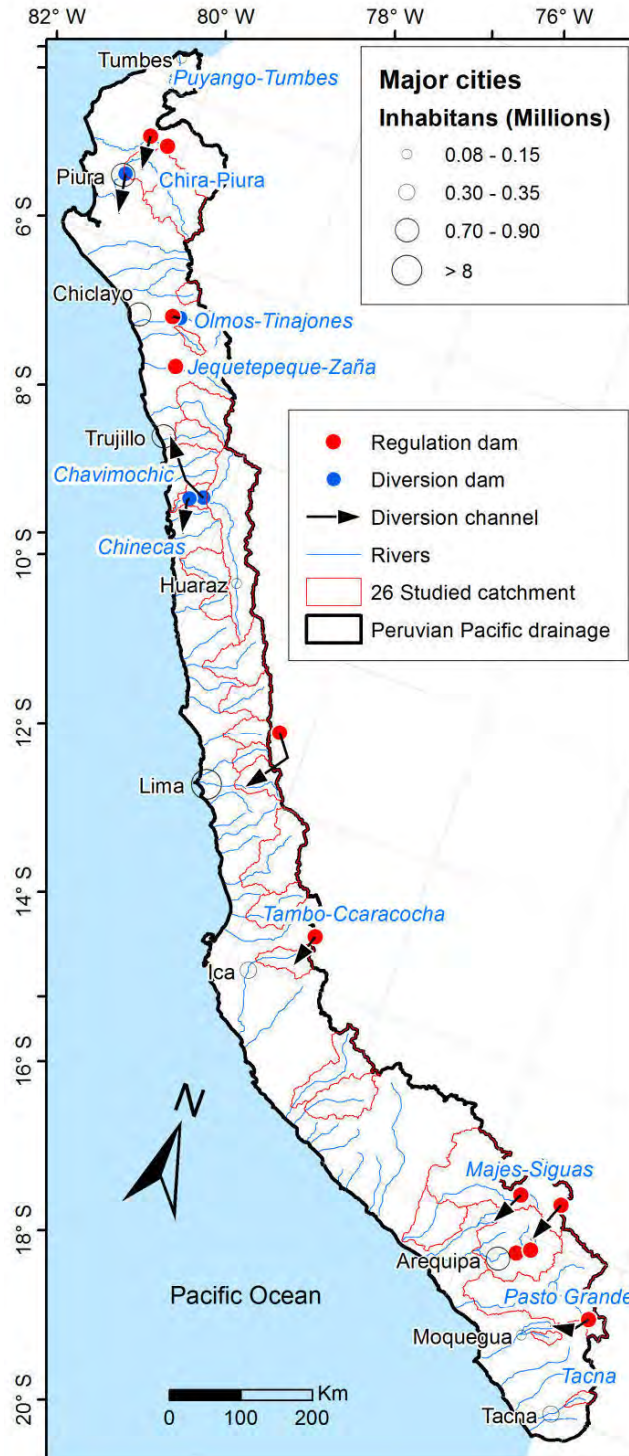 82° W
80° W
78° W
76° W
Tumbes
Puyango-Tumbes
Piura
Chira-Piura
6° S
Chiclayo
Olmos-Tinajones
Jequetepeque-Zaña
8° S
Trujillo
Chavimochic
Chinecas
10° S
Huaraz
12° S
Lima
14° S
Tambo-Ccaracocha
Ica
16° S
N
Majes-Siguas
18° S
Arequipa
Pacific Ocean
Pasto Grande
Moquegua
Tacna
Km
0 100 200
Tacna
20° S
Major cities
Inhabitans (Millions)
0.08 - 0.15
0.30 - 0.35
0.70 - 0.90
> 8
Regulation dam
Diversion dam
Diversion channel
Rivers
26 Studied catchment
Peruvian Pacific drainage